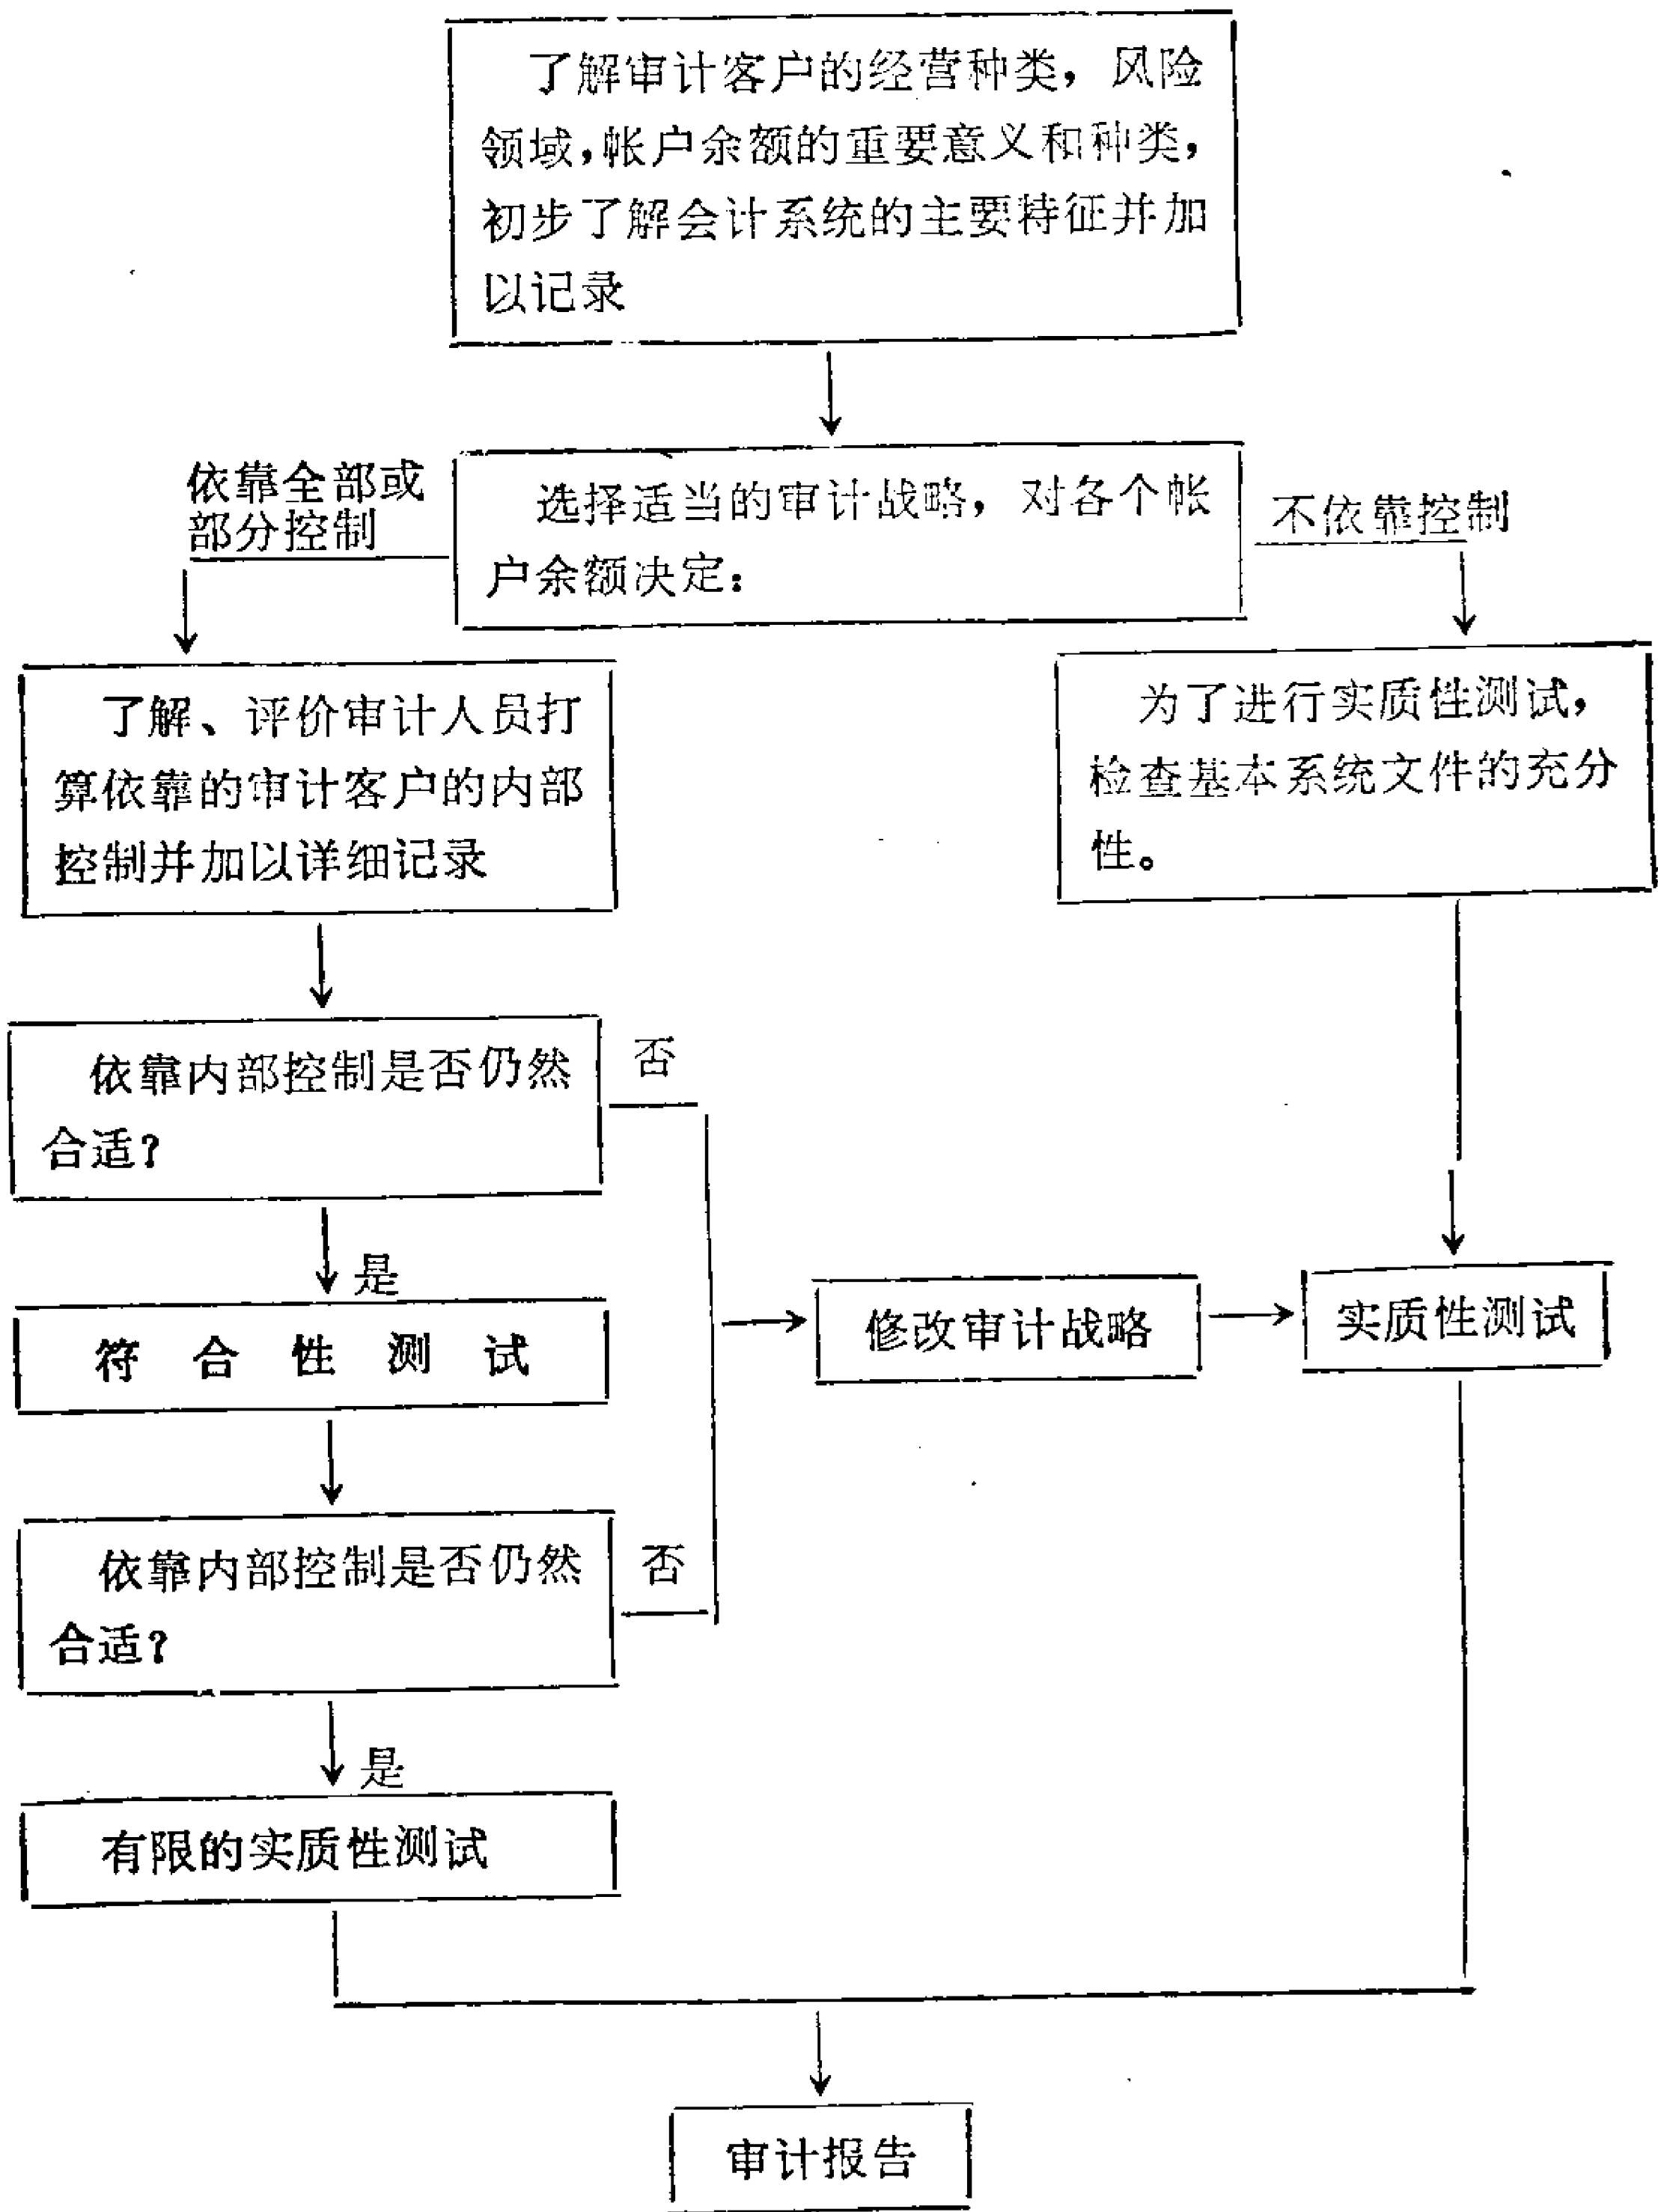 了解审计客户的经营种类，风险
领域，帐户余额的重要意义和种类，
初步了解会计系统的主要特征并加
以记录
依靠全部或
部分控制
选择适当的审计战略，对各个帐
户余额决定：
不依靠控制
了解、评价审计人员打
算依靠的审计客户的内部
控制并加以详细记录
为了进行实质性测试，
检查基本系统文件的充分
性。
依靠内部控制是否仍然
合适？
否
是
符合性测试
修改审计战略
实质性测试
依靠内部控制是否仍然
合适？
否
是
有限的实质性测试
审计报告